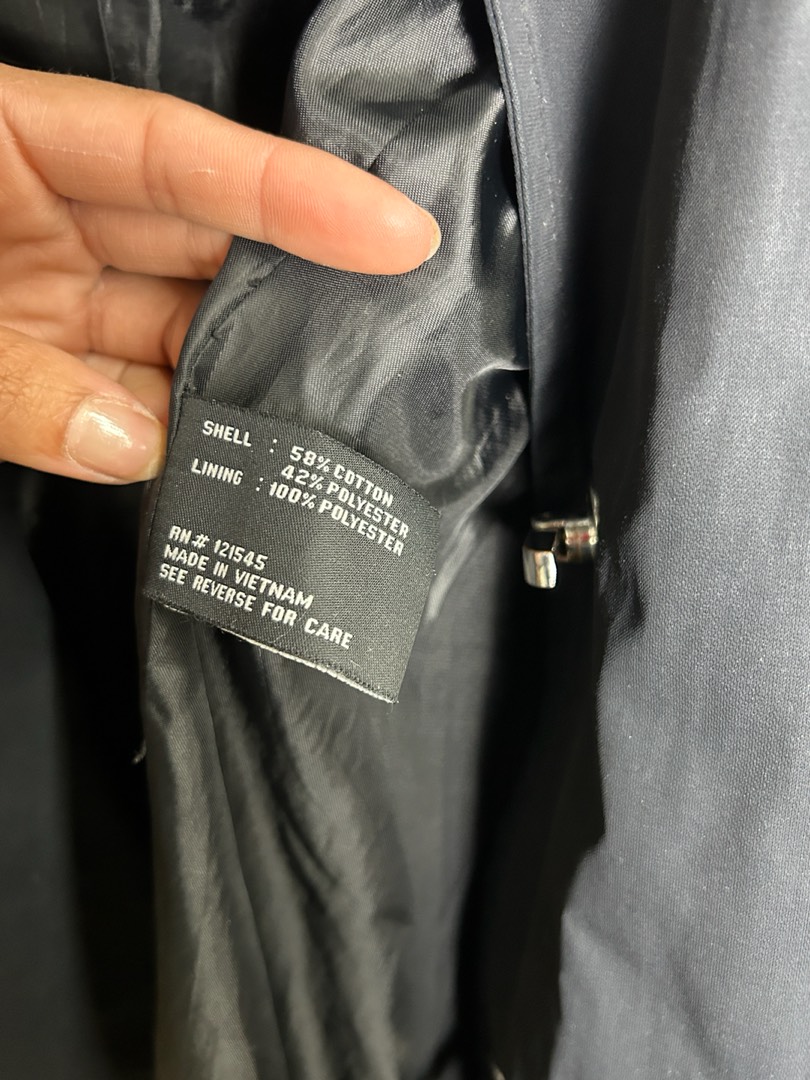 SHELL : 58% COTTON
42% POLYESTER
LINING : 100% POLYESTER
RN# 121545
MADE IN VIETNAM
SEE REVERSE FOR CARE